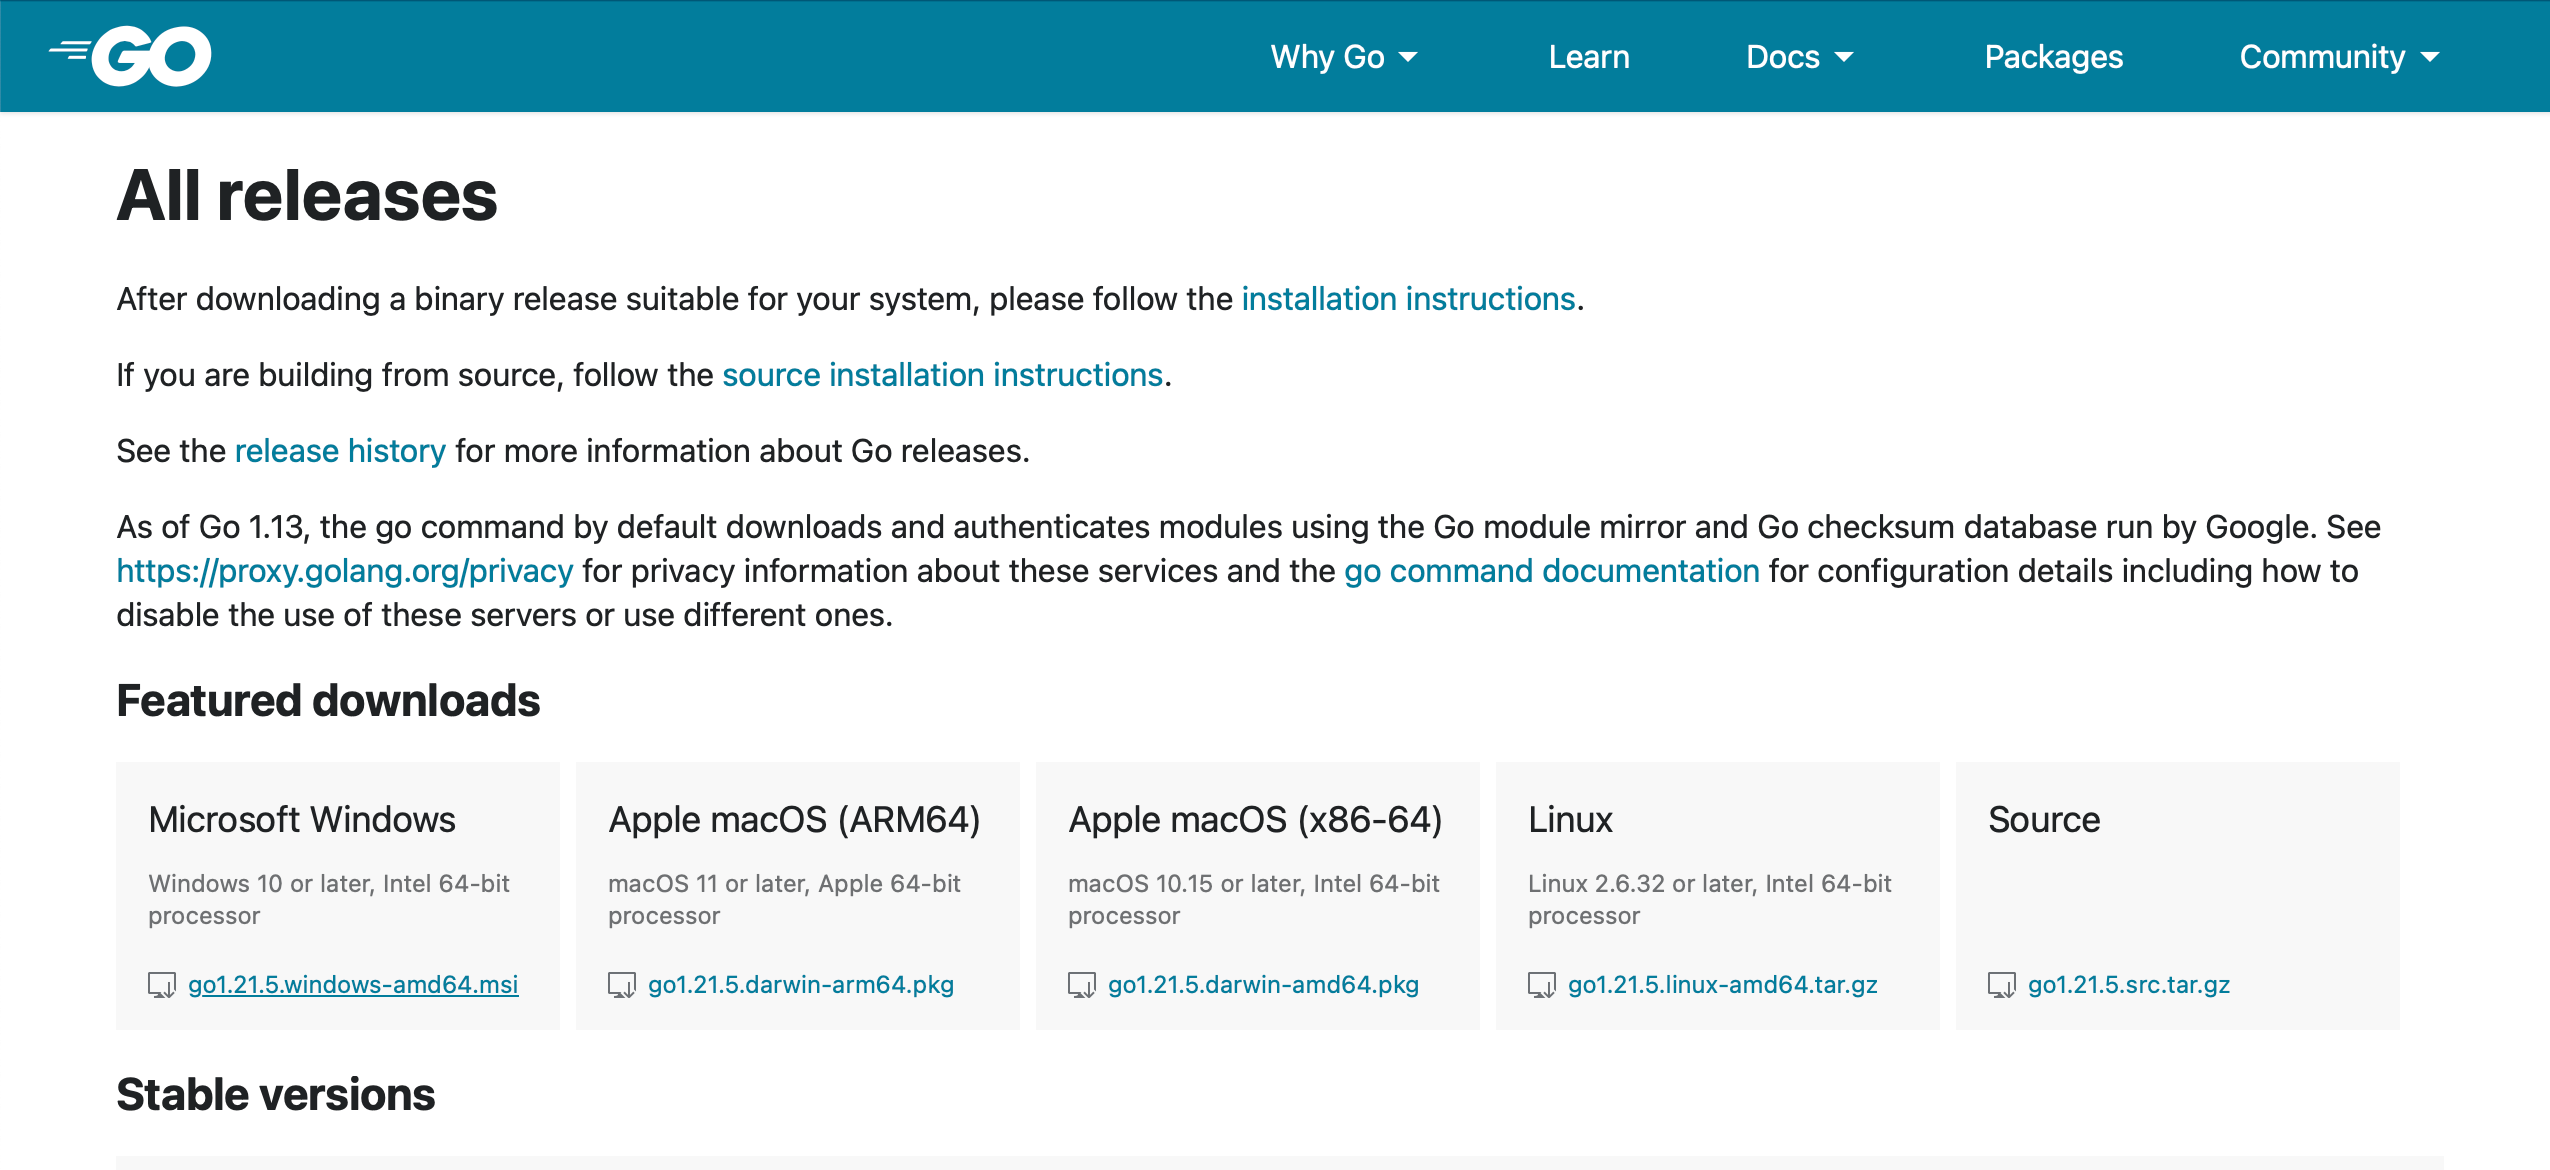 GO
Why Go
Learn
Docs
Packages
Community
All releases
After downloading a binary release suitable for your system, please follow the installation instructions.
If you are building from source, follow the source installation instructions.
See the release history for more information about Go releases.
As of Go 1.13, the go command by default downloads and authenticates modules using the Go module mirror and Go checksum database run by Google. See
https://proxy.golang.org/privacy for privacy information about these services and the go command documentation for configuration details including how to
disable the use of these servers or use different ones.
Featured downloads
Microsoft Windows
Windows 10 or later, Intel 64-bit
processor
go1.21.5.windows-amd64.msi
Apple macOS (ARM64)
macOS 11 or later, Apple 64-bit
processor
go1.21.5.darwin-arm64.pkg
Apple macOS (x86-64)
macOS 10.15 or later, Intel 64-bit
processor
go1.21.5.darwin-amd64.pkg
Linux
Linux 2.6.32 or later, Intel 64-bit
processor
go1.21.5.linux-amd64.tar.gz
Source
go1.21.5.src.tar.gz
Stable versions